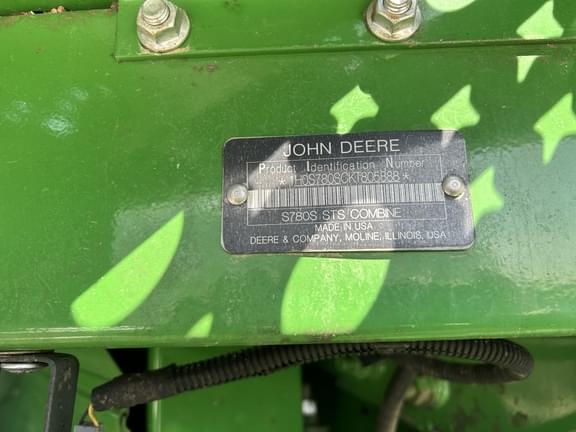 JOHN DEERE
Product Identification Number
*1H0S780SCKT805888*
S780S STS COMBINE
MADE IN USA
DEERE & COMPANY, MOLINE, ILLINOIS, USA